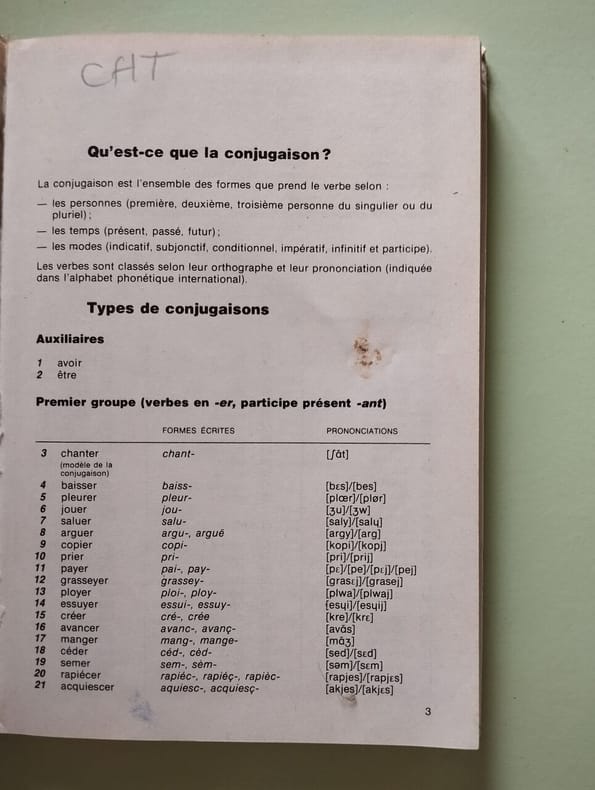 CAT
Qu'est-ce que la conjugaison ?
La conjugaison est l'ensemble des formes que prend le verbe selon :
— les personnes (première, deuxième, troisième personne du singulier ou du
pluriel) ;
— les temps (présent, passé, futur) ;
— les modes (indicatif, subjonctif, conditionnel, impératif, infinitif et participe).
Les verbes sont classés selon leur orthographe et leur prononciation (indiquée
dans l'alphabet phonétique international).
Types de conjugaisons
Auxiliaires
1 avoir
2 être
Premier groupe (verbes en -er, participe présent -ant)
FORMES ÉCRITES PRONONCIATIONS
3 chanter chant- [ʃɑ̃t]
(modèle de la
conjugaison)
4 baisser baiss- [bɛs]/[bes]
5 pleurer pleur- [plœr]/[plør]
6 jouer jou- [ʒu]/[ʒw]
7 saluer salu- [saly]/[salɥ]
8 arguer argu-, argué [argy]/[arg]
9 copier copi- [kopi]/[kopj]
10 prier pri- [pri]/[prij]
11 payer pai-, pay- [pɛ]/[pe]/[pɛj]/[pej]
12 grasseyer grassey- [grasɛj]/[grasej]
13 ployer ploi-, ploy- [plwa]/[plwaj]
14 essuyer essui-, essuy- [esɥi]/[esɥij]
15 créer cré-, crée [kre]/[krɛ]
16 avancer avanc-, avanç- [avɑ̃s]
17 manger mang-, mange- [mɑ̃ʒ]
18 céder céd-, cèd- [sed]/[sɛd]
19 semer sem-, sèm- [səm]/[sɛm]
20 rapiécer rapiéc-, rapiéç-, rapièc- [rapjes]/[rapjɛs]
21 acquiescer aquiesc-, acquiesç- [akjes]/[akjɛs]
3